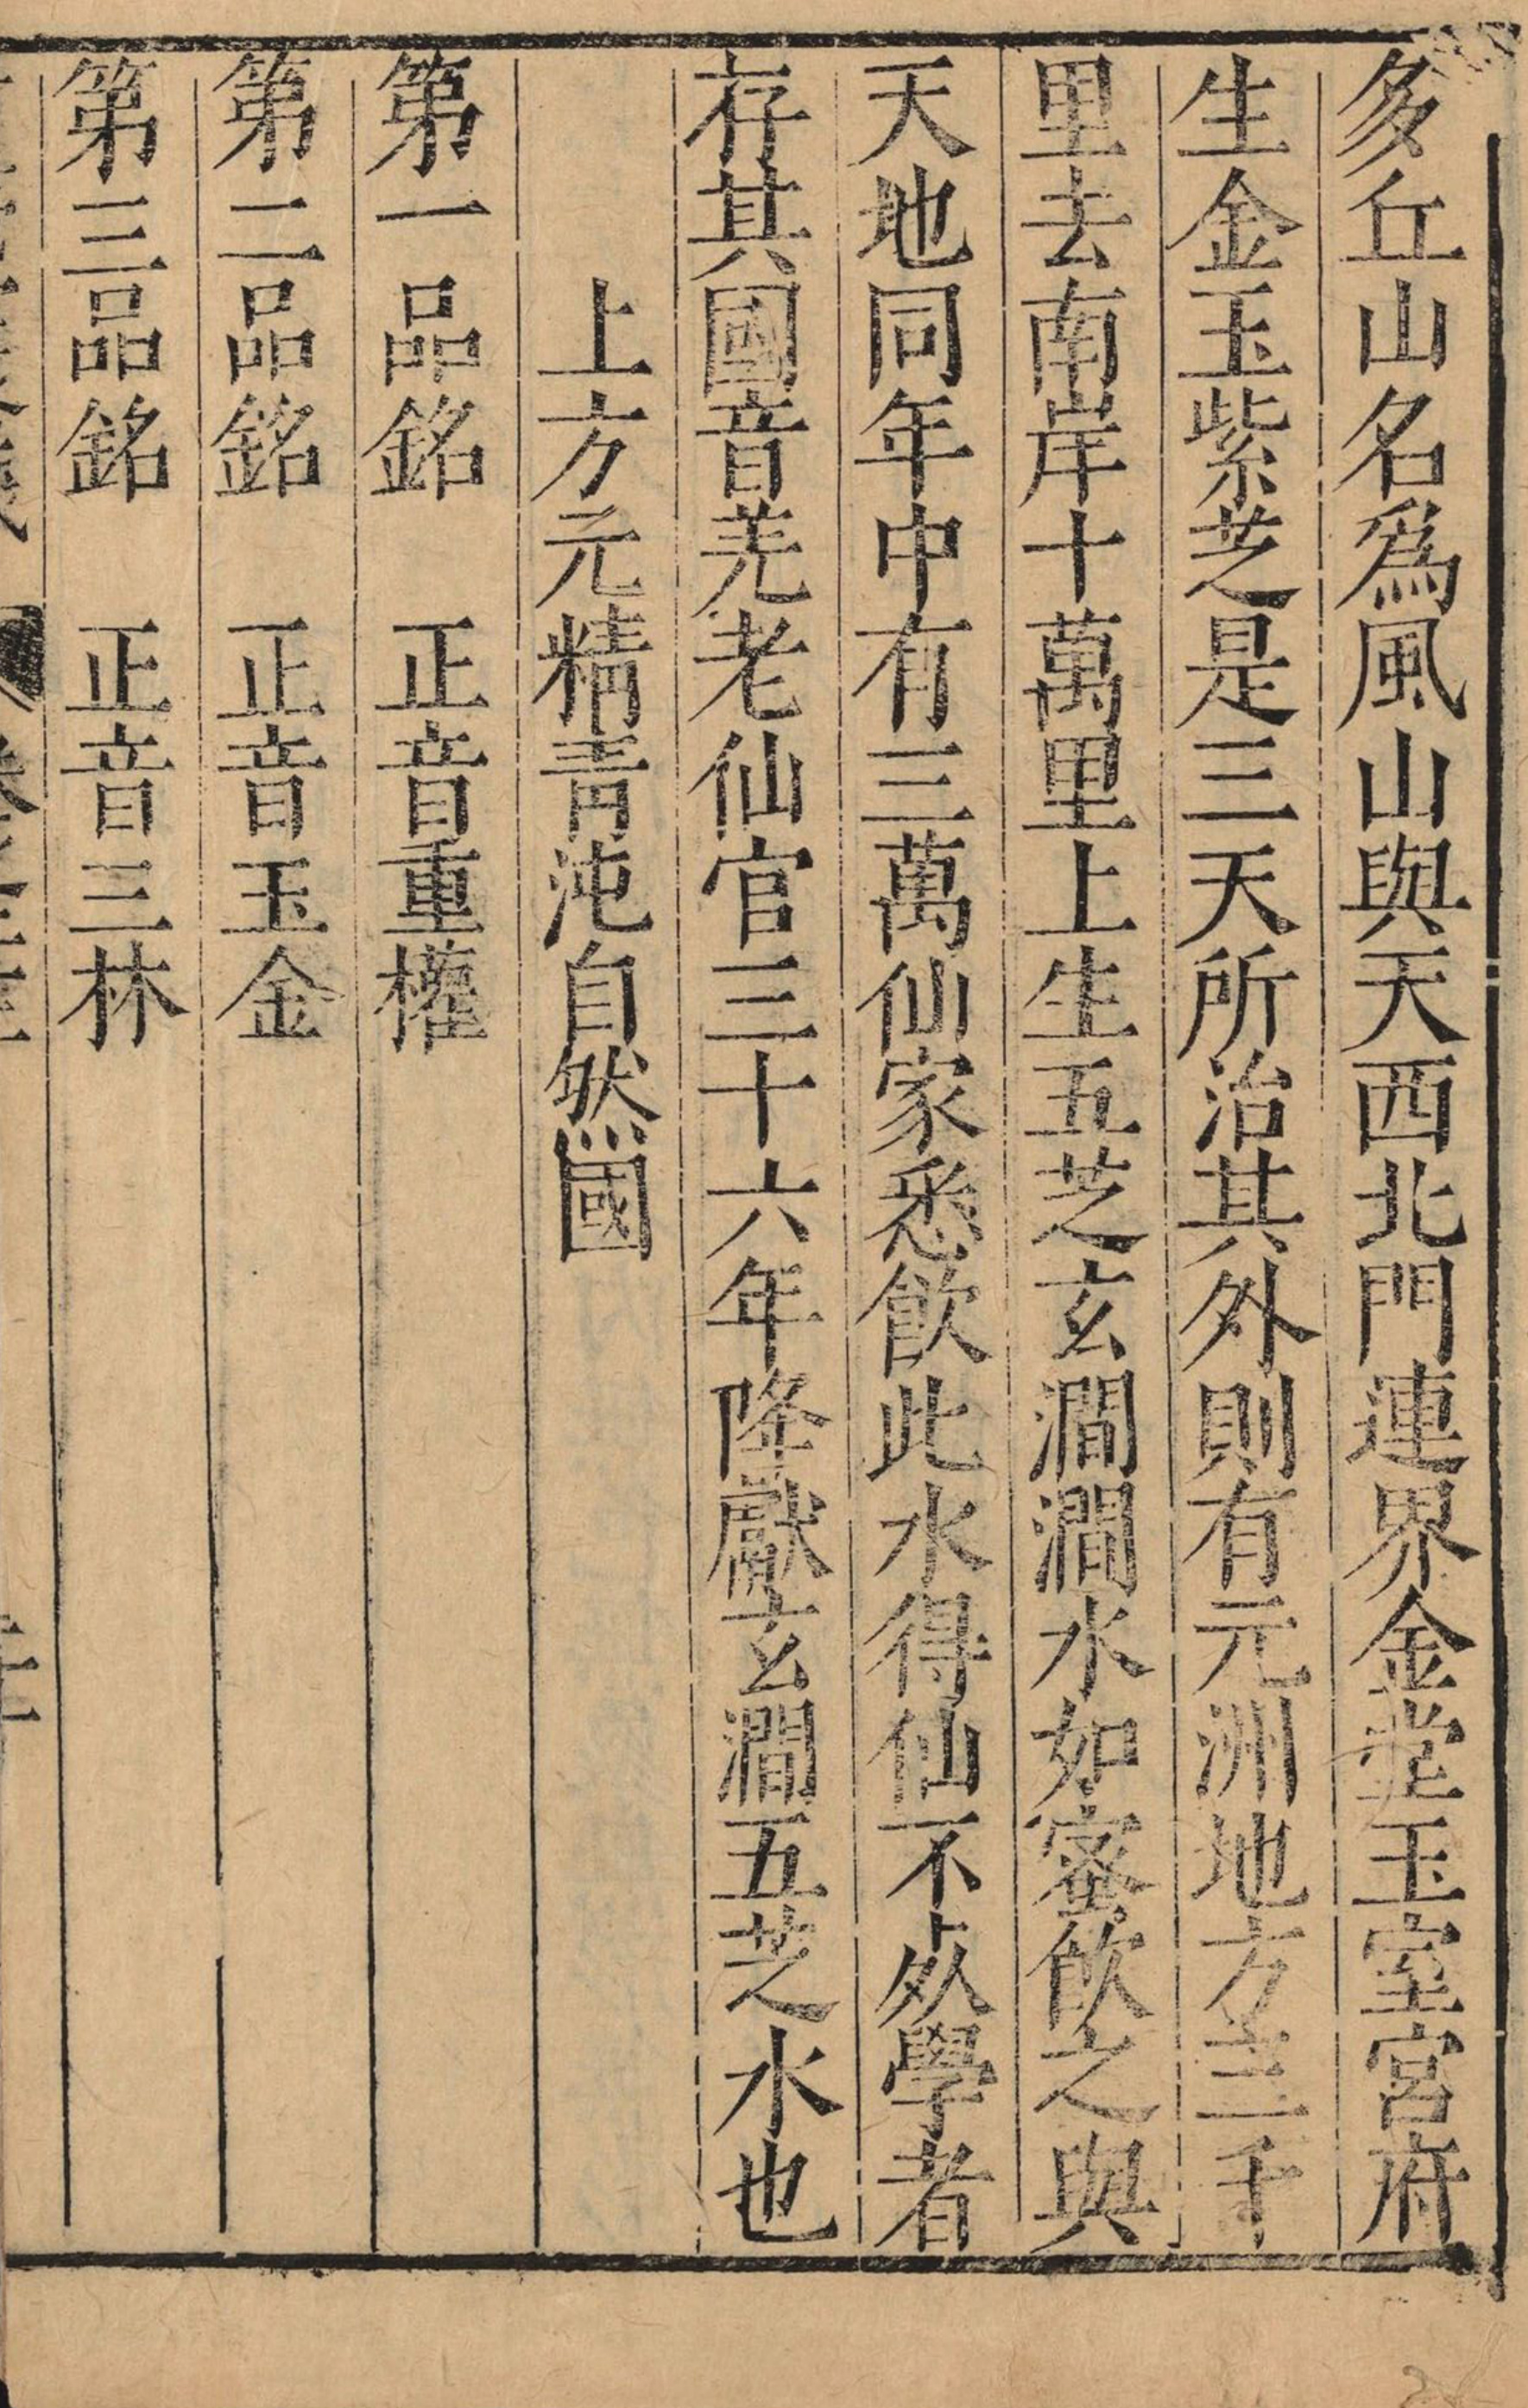 多丘山名爲風山與天西北門連界金堂玉室宮府
生金玉紫芝是三天所治其外則有元洲地方三千
里去南岸十萬里上生五芝玄澗澗水如蜜飲之與
天地同年中有三萬仙家悉飲此水得仙不死學者
存其國音羌老仙官三十六年降獻玄澗五芝水也
上方元精青沌自然國
第一品銘　正音重權
第二品銘　正音玉金
第三品銘　正音三林